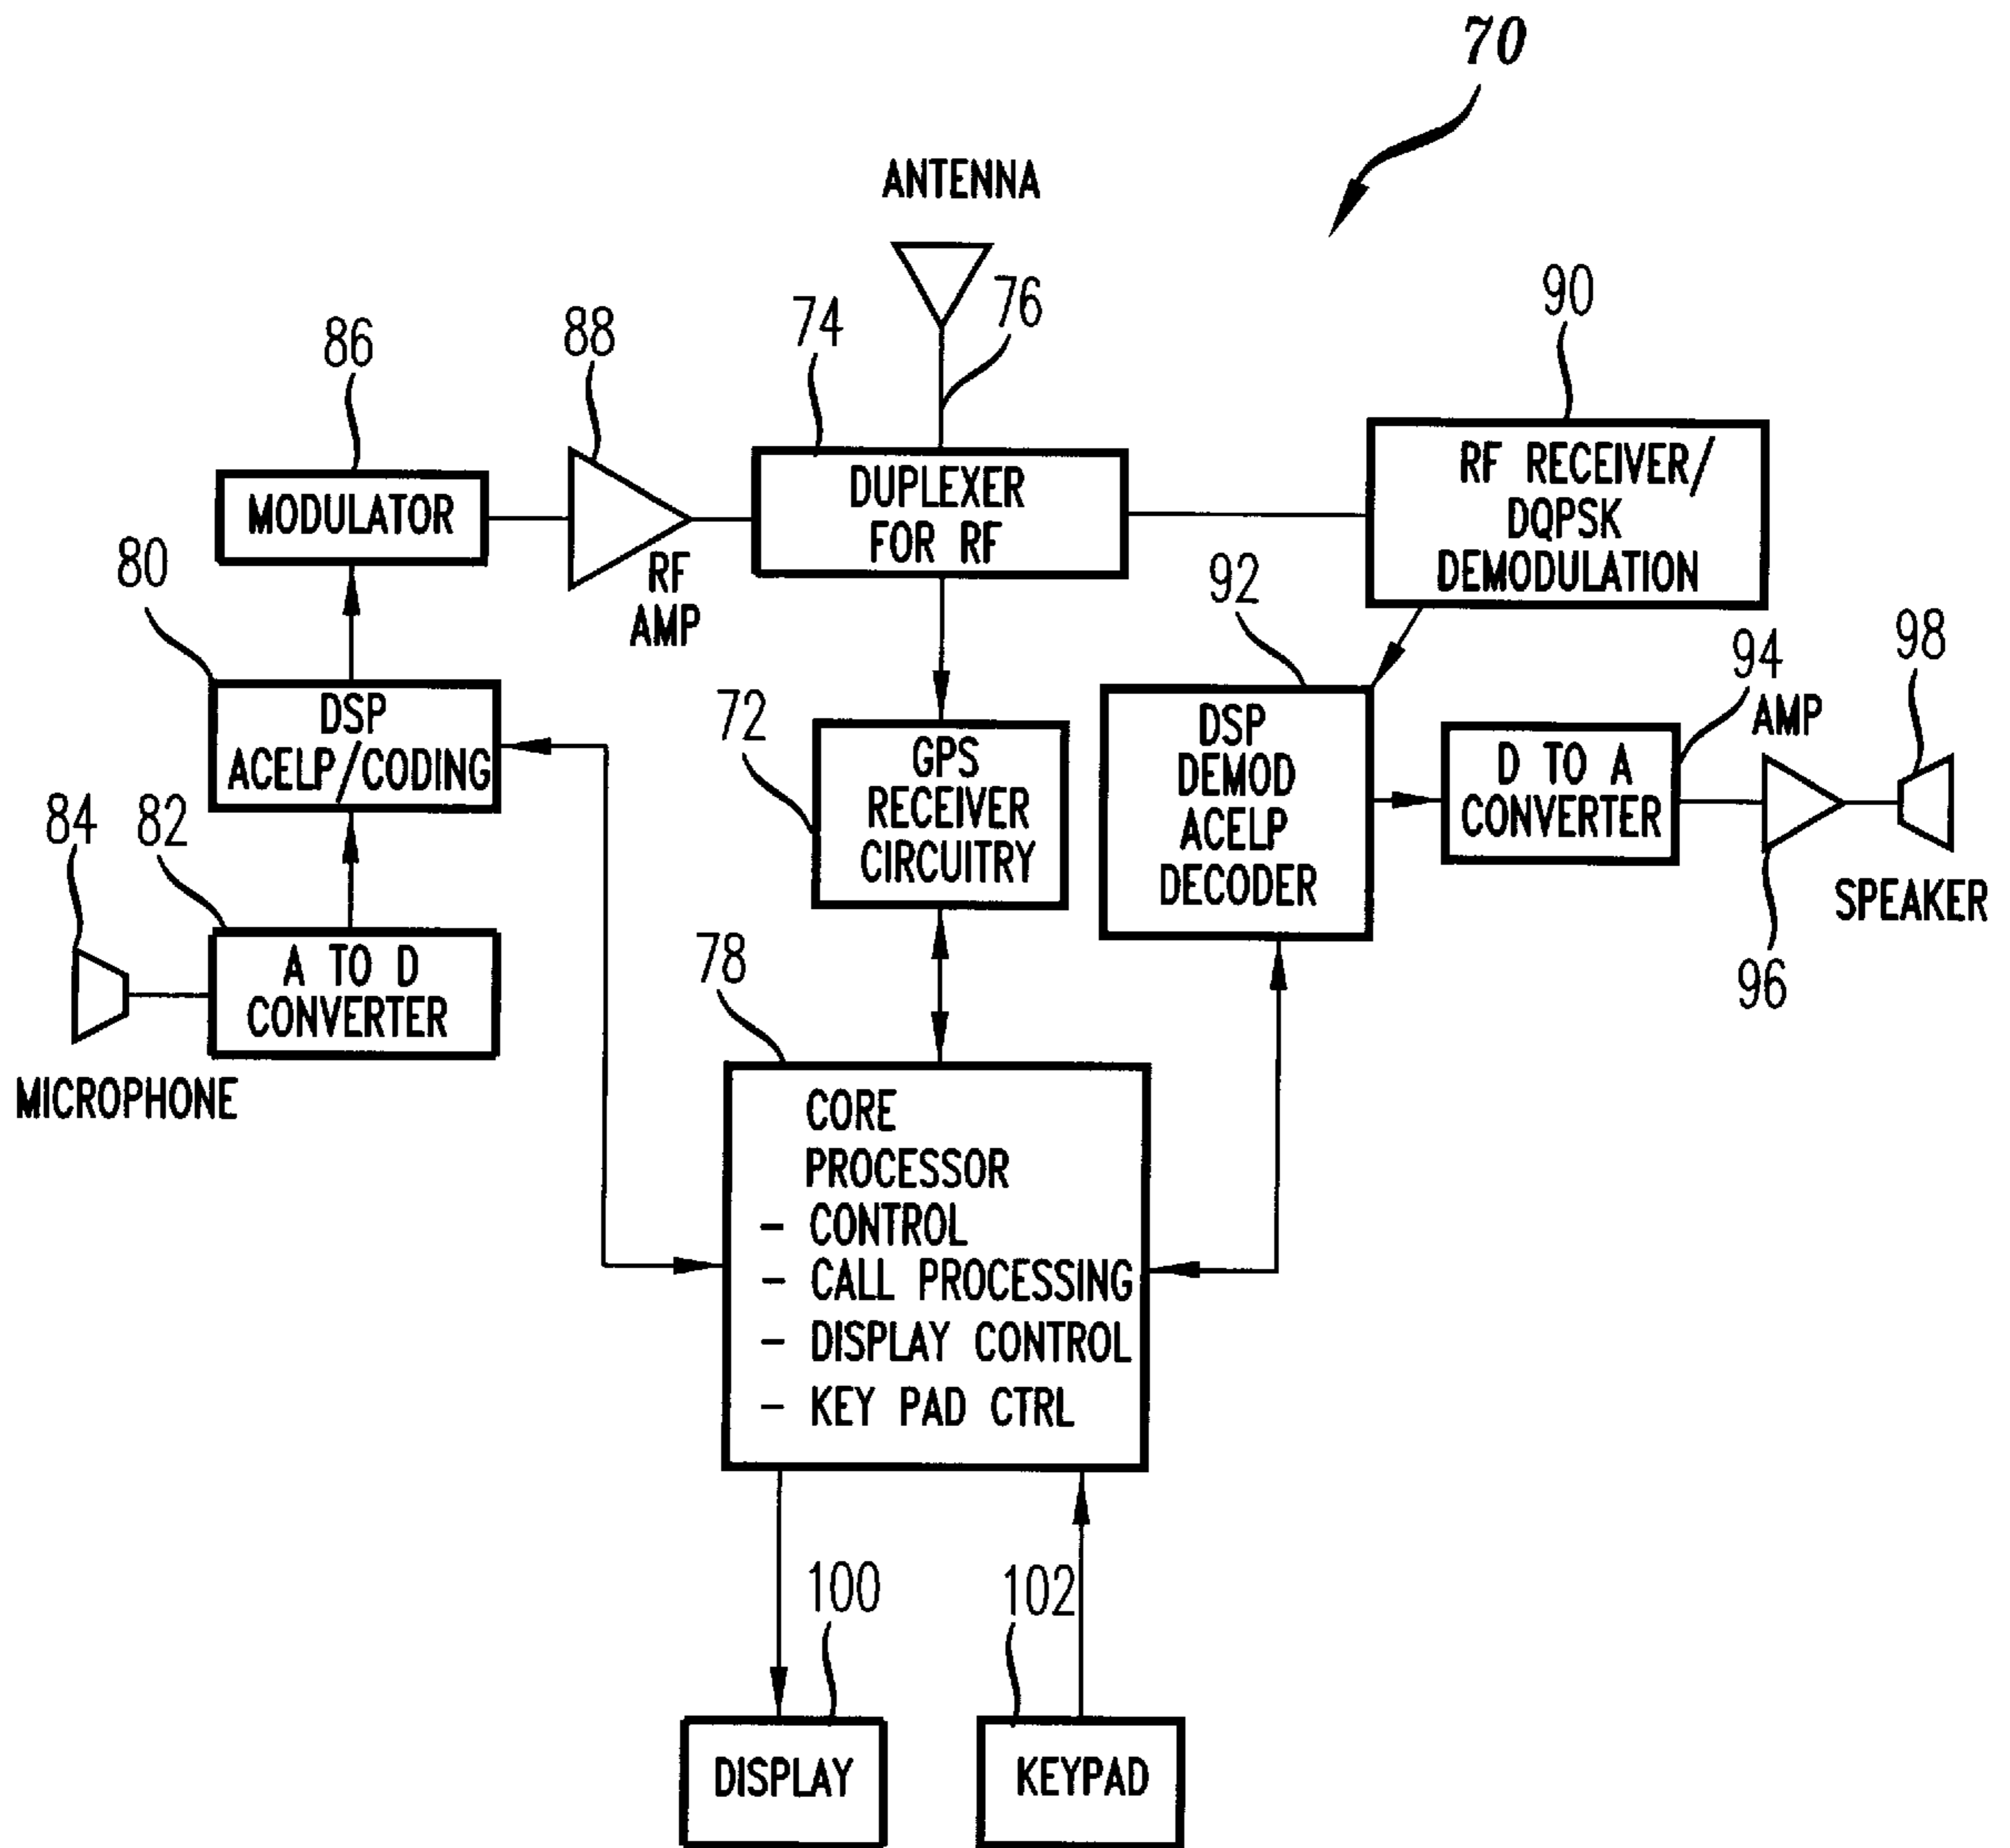 70
ANTENNA
76
74
88
86
90
MODULATOR
DUPLEXER
FOR RF
RF RECEIVER/
DQPSK
DEMODULATION
RF
AMP
80
92
94
98
DSP
ACELP/CODING
72
GPS
RECEIVER
CIRCUITRY
DSP
DEMOD
ACELP
DECODER
AMP
D TO A
CONVERTER
SPEAKER
96
84
82
A TO D
CONVERTER
MICROPHONE
78
CORE
PROCESSOR
- CONTROL
- CALL PROCESSING
- DISPLAY CONTROL
- KEY PAD CTRL
100
102
DISPLAY
KEYPAD